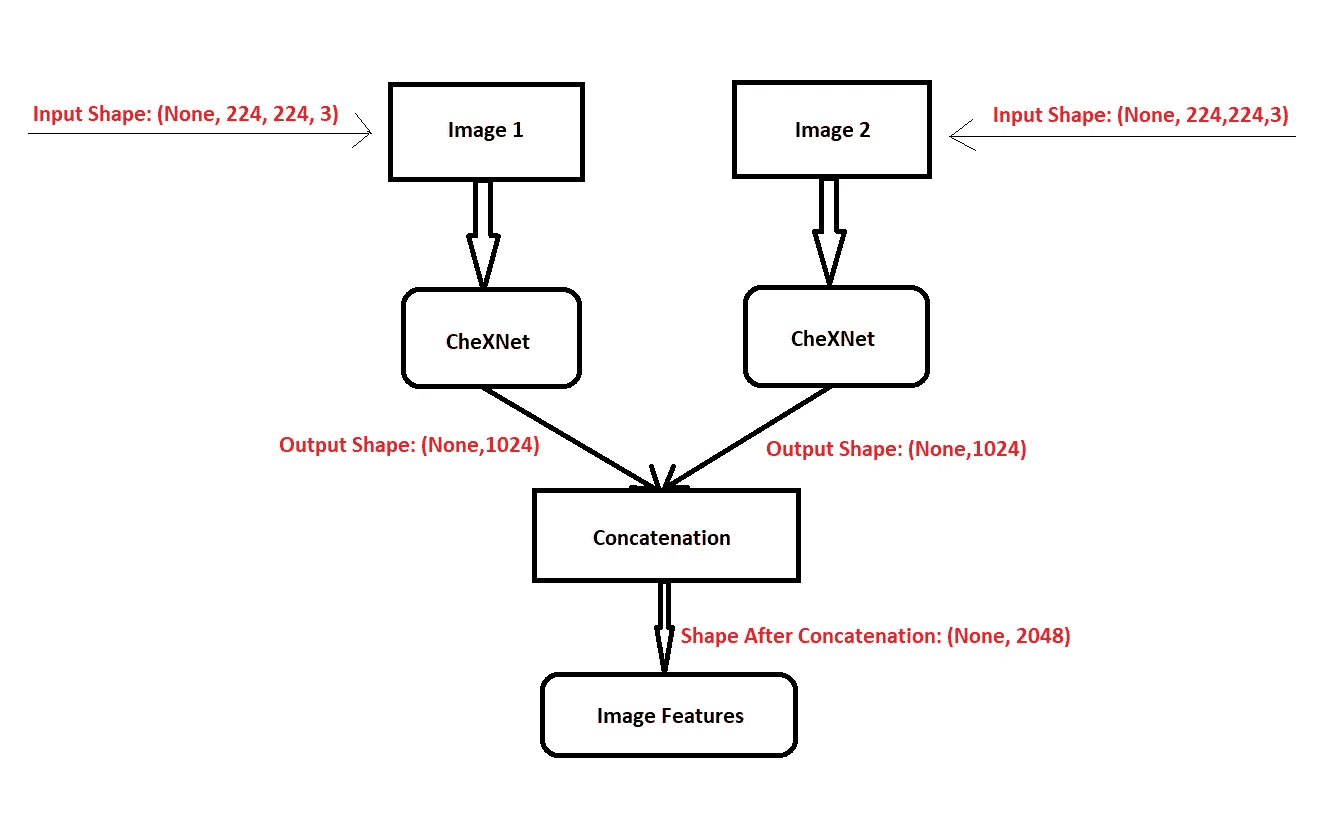 Input Shape: (None, 224, 224, 3)
Image 1
Image 2
Input Shape: (None, 224,224,3)
CheXNet
CheXNet
Output Shape: (None,1024)
Output Shape: (None,1024)
Concatenation
Shape After Concatenation: (None, 2048)
Image Features